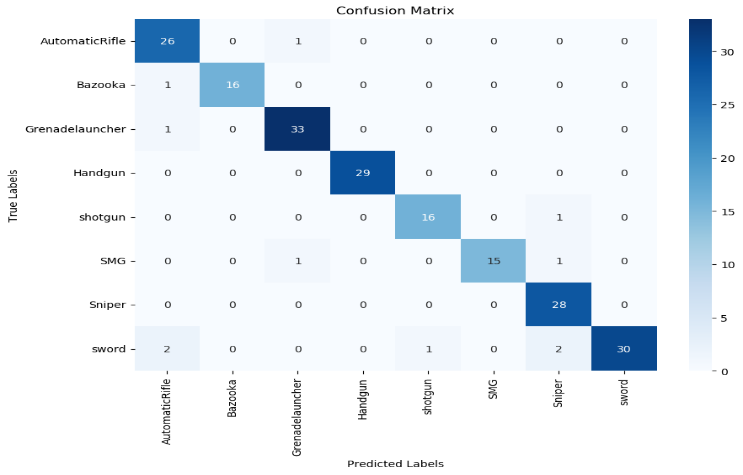 Confusion Matrix
AutomaticRifle 26 0 1 0 0 0 0 0
Bazooka 1 16 0 0 0 0 0 0
Grenadelauncher 1 0 33 0 0 0 0 0
Handgun 0 0 0 29 0 0 0 0
shotgun 0 0 0 0 16 0 1 0
SMG 0 0 1 0 0 15 1 0
Sniper 0 0 0 0 0 0 28 0
sword 2 0 0 0 1 0 2 30
True Labels
AutomaticRifle
Bazooka
Grenadelauncher
Handgun
shotgun
SMG
Sniper
sword
Predicted Labels
30
25
20
15
10
5
0